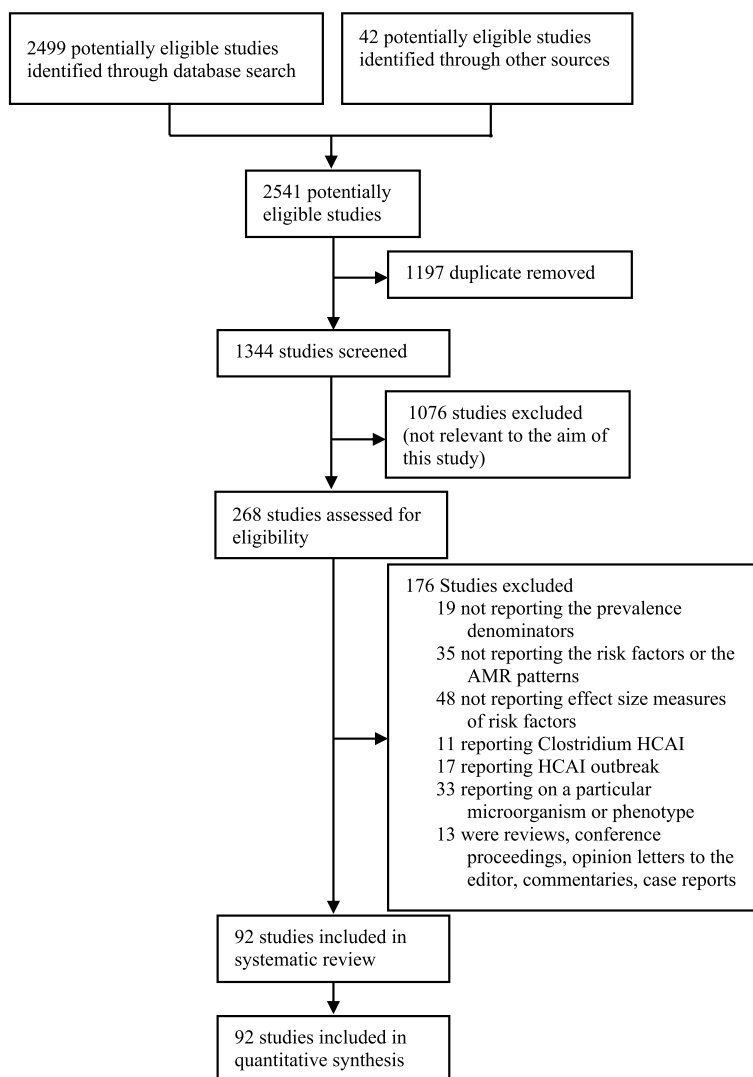 2499 potentially eligible studies
identified through database search
42 potentially eligible studies
identified through other sources
2541 potentially
eligible studies
1197 duplicate removed
1344 studies screened
1076 studies excluded
(not relevant to the aim of
this study)
268 studies assessed for
eligibility
176 Studies excluded
19 not reporting the prevalence
denominators
35 not reporting the risk factors or the
AMR patterns
48 not reporting effect size measures
of risk factors
11 reporting Clostridium HCAI
17 reporting HCAI outbreak
33 reporting on a particular
microorganism or phenotype
13 were reviews, conference
proceedings, opinion letters to the
editor, commentaries, case reports
92 studies included in
systematic review
92 studies included in
quantitative synthesis